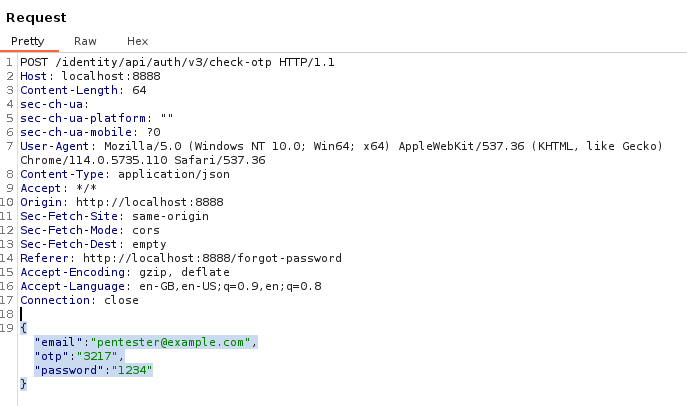 Request
Pretty Raw Hex
1 POST /identity/api/auth/v3/check-otp HTTP/1.1
2 Host: localhost:8888
3 Content-Length: 64
4 sec-ch-ua:
5 sec-ch-ua-platform: ""
6 sec-ch-ua-mobile: ?0
7 User-Agent: Mozilla/5.0 (Windows NT 10.0; Win64; x64) AppleWebKit/537.36 (KHTML, like Gecko)
Chrome/114.0.5735.110 Safari/537.36
8 Content-Type: application/json
9 Accept: */*
10 Origin: http://localhost:8888
11 Sec-Fetch-Site: same-origin
12 Sec-Fetch-Mode: cors
13 Sec-Fetch-Dest: empty
14 Referer: http://localhost:8888/forgot-password
15 Accept-Encoding: gzip, deflate
16 Accept-Language: en-GB,en-US;q=0.9,en;q=0.8
17 Connection: close
18
19 {
"email":"pentester@example.com",
"otp":"3217",
"password":"1234"
}